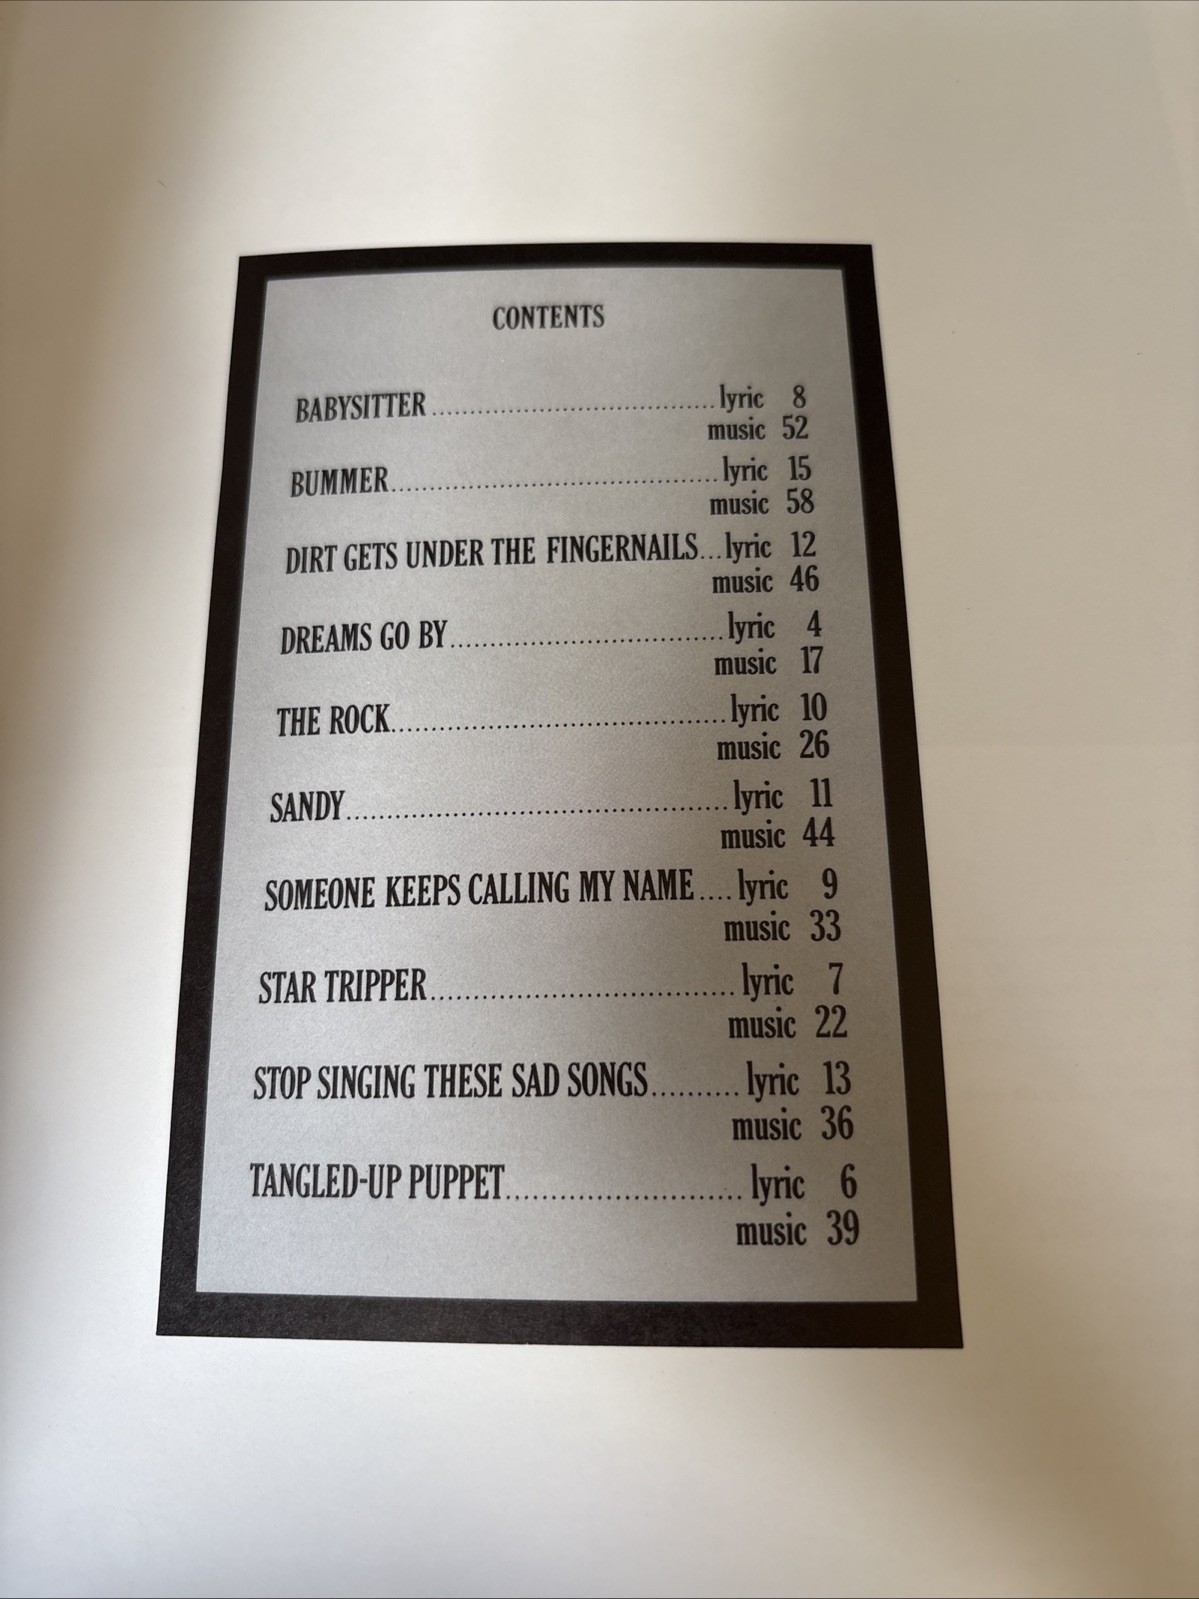 CONTENTS
BABYSITTER.....................................lyric 8
music 52
BUMMER..........................................lyric 15
music 58
DIRT GETS UNDER THE FINGERNAILS...lyric 12
music 46
DREAMS GO BY..................................lyric 4
music 17
THE ROCK.........................................lyric 10
music 26
SANDY..............................................lyric 11
music 44
SOMEONE KEEPS CALLING MY NAME....lyric 9
music 33
STAR TRIPPER...................................lyric 7
music 22
STOP SINGING THESE SAD SONGS..........lyric 13
music 36
TANGLED-UP PUPPET..........................lyric 6
music 39